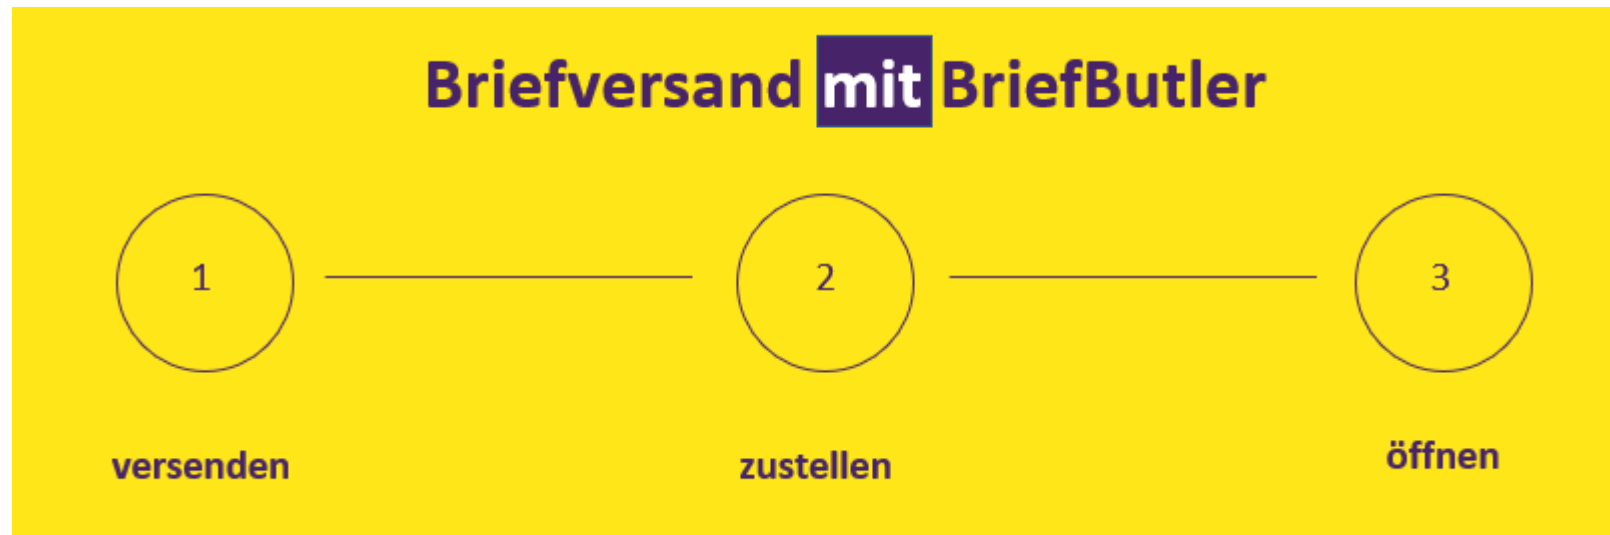 Briefversand mit BriefButler
1
2
3
versenden
zustellen
öffnen